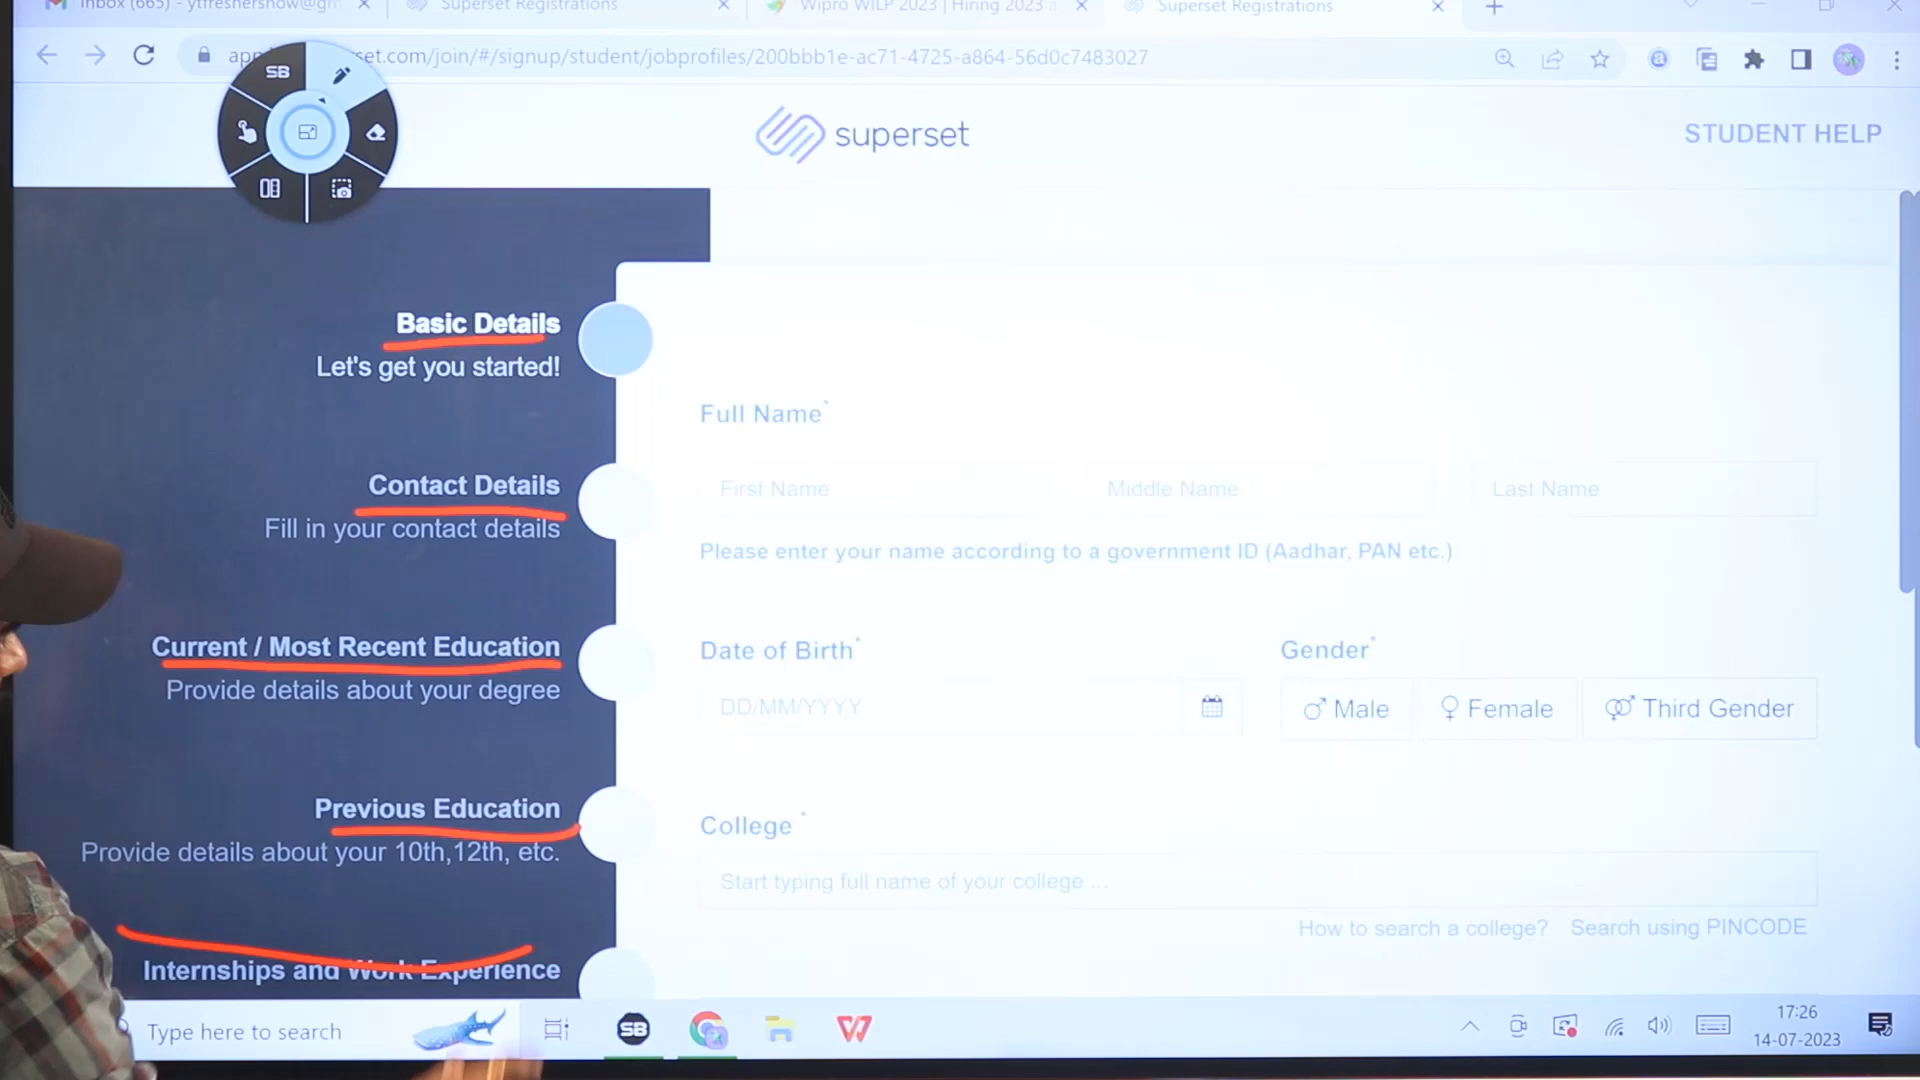 Inbox (665) - ytfreshershow@gm
Superset Registrations
Wipro WILP 2023 | Hiring 2023 a
Superset Registrations
set.com/join/#/signup/student/jobprofiles/200bbb1e-ac71-4725-a864-56d0c7483027
SB
superset
STUDENT HELP
Basic Details
Let's get you started!
Full Name*
Contact Details
Fill in your contact details
First Name
Middle Name
Last Name
Please enter your name according to a government ID (Aadhar, PAN etc.)
Current / Most Recent Education
Provide details about your degree
Date of Birth*
Gender*
DD/MM/YYYY
Male
Female
Third Gender
Previous Education
Provide details about your 10th,12th, etc.
College *
Start typing full name of your college ...
How to search a college?
Search using PINCODE
Internships and Work Experience
Type here to search
SB
17:26
14-07-2023